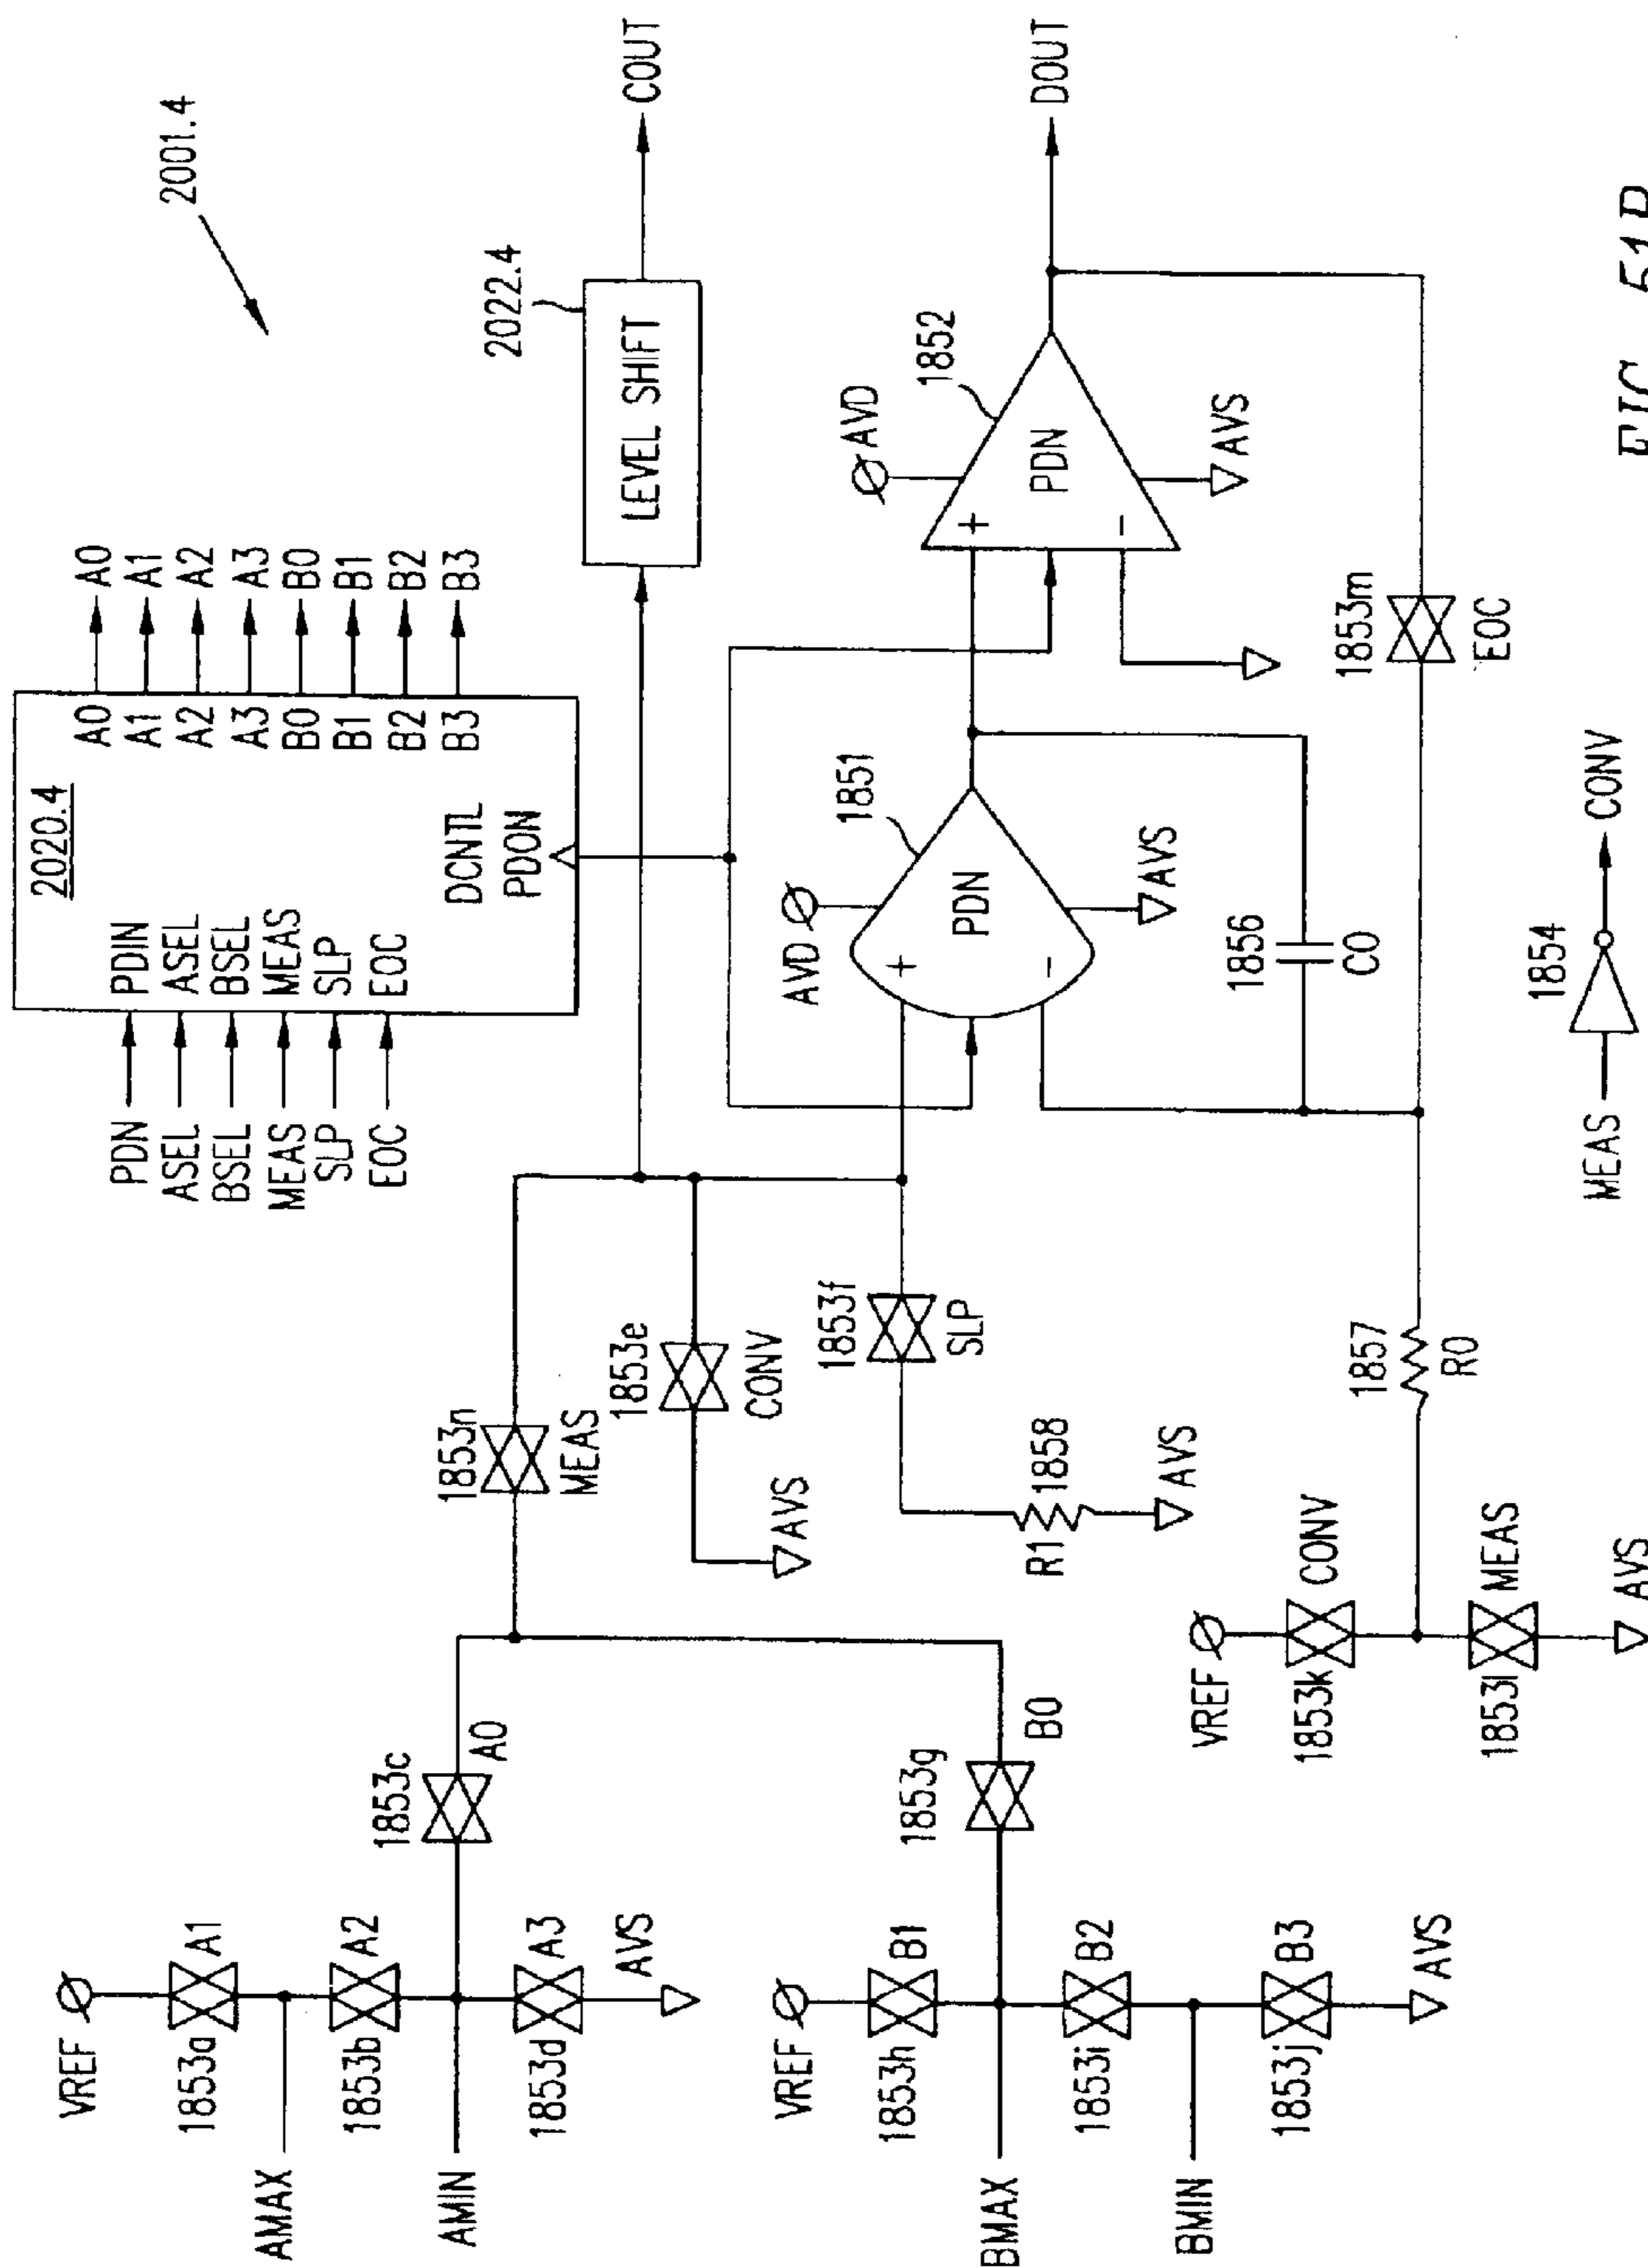 2001.4
2020.4
PDN
ASEL
BSEL
MEAS
SLP
EOC
PDIN
ASEL
BSEL
MEAS
SLP
EOC
A0
A1
A2
A3
B0
B1
B2
B3
A0
A1
A2
A3
B0
B1
B2
B3
DCNTL
PDON
2022.4
LEVEL SHIFT
COUT
VREF
1853a
A1
AMAX
1853b
A2
AMIN
1853d
A3
AVS
1853c
A0
1853n
MEAS
1853e
CONV
AVS
1853f
SLP
R1
1858
AVS
AVD
1851
+
PDN
-
AVS
AVD
1852
+
PDN
-
AVS
DOUT
1856
C0
1853m
EOC
VREF
1853h
B1
BMAX
1853i
B2
BMIN
1853j
B3
AVS
1853g
B0
VREF
1853k
CONV
1853l
MEAS
AVS
1857
R0
MEAS
1854
CONV
FIG. 51B